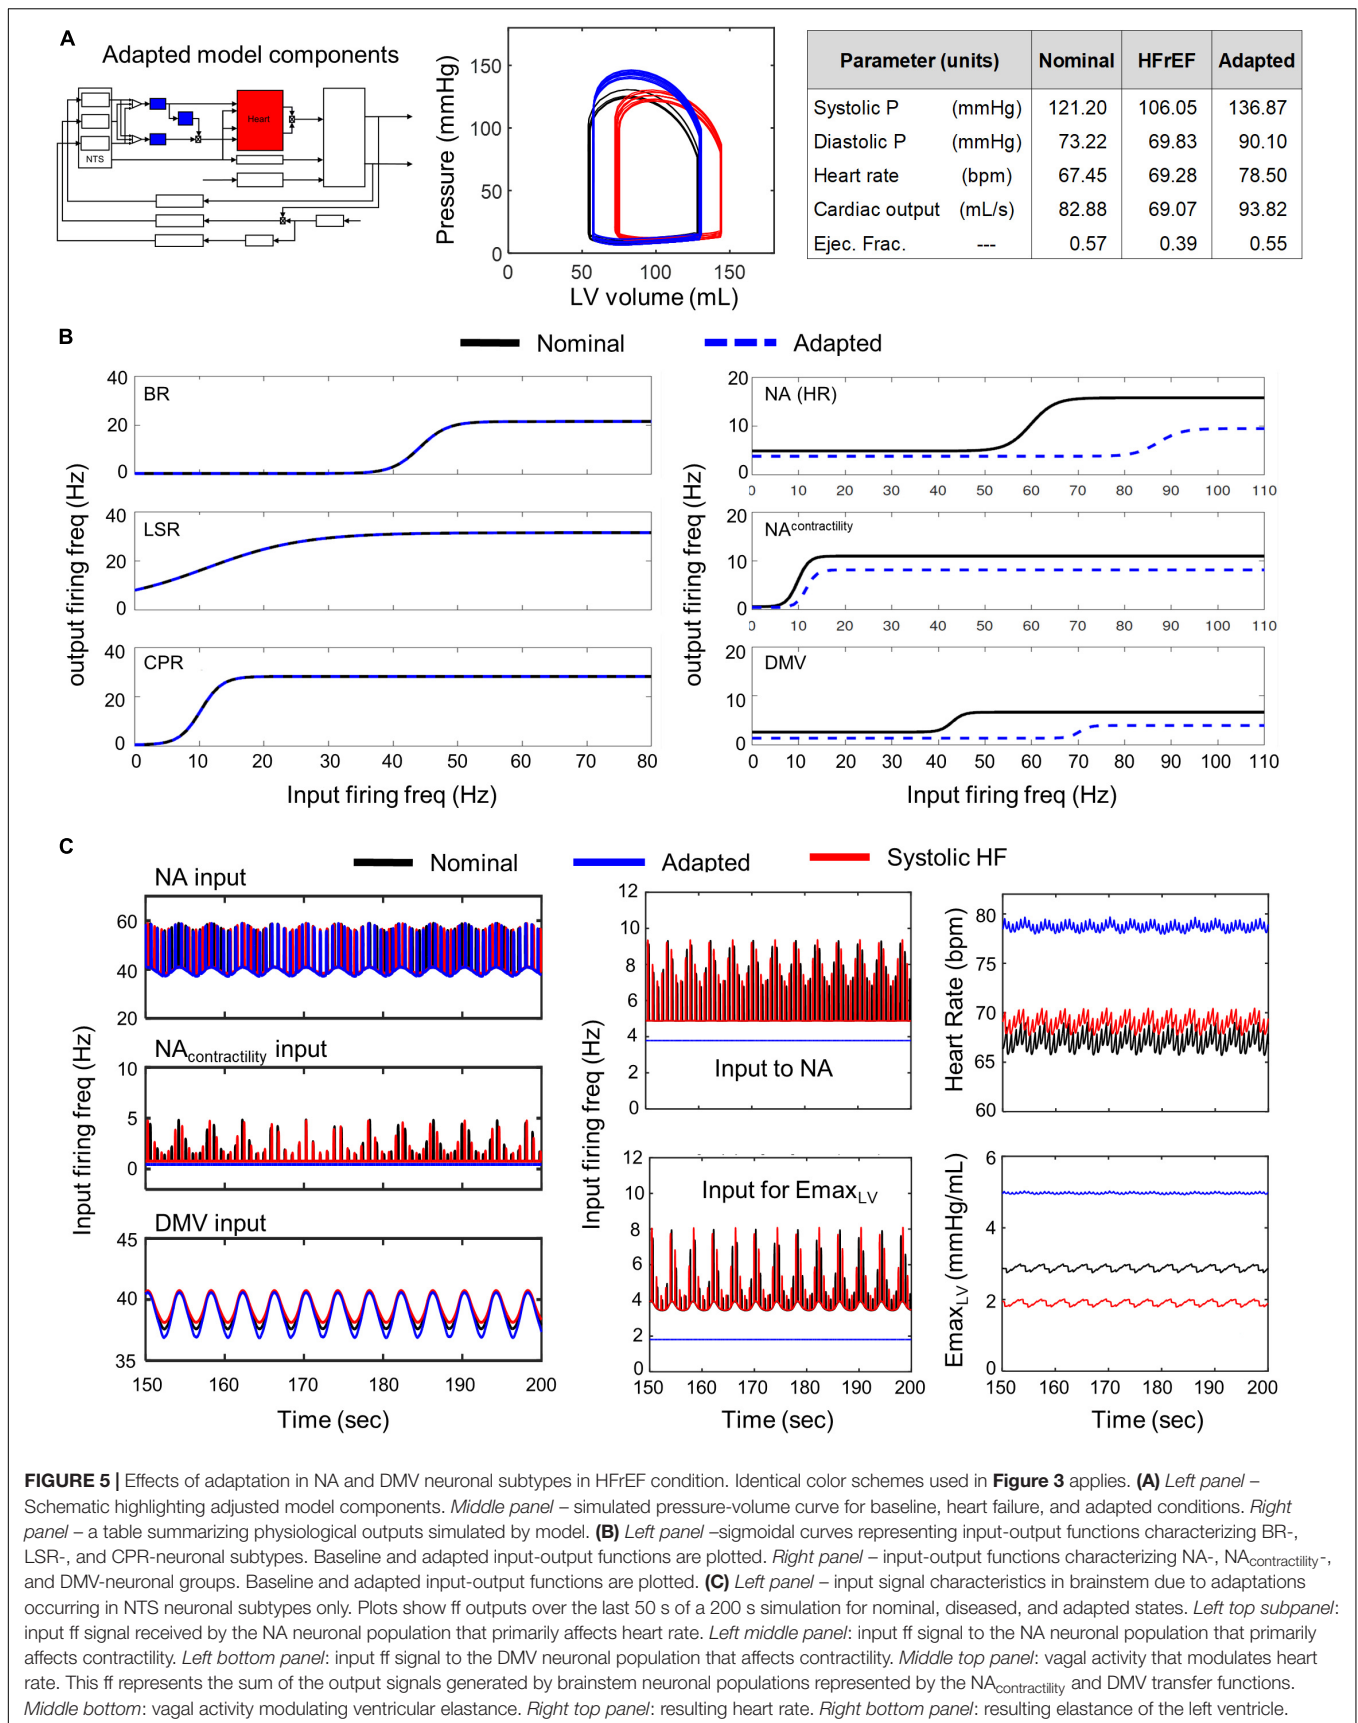 A
Adapted model components
NTS
Heart
Pressure (mmHg)
150
100
50
0
0 50 100 150
LV volume (mL)
Parameter (units) Nominal HFrEF Adapted
Systolic P (mmHg) 121.20 106.05 136.87
Diastolic P (mmHg) 73.22 69.83 90.10
Heart rate (bpm) 67.45 69.28 78.50
Cardiac output (mL/s) 82.88 69.07 93.82
Ejec. Frac. --- 0.57 0.39 0.55
B
Nominal Adapted
output firing freq (Hz)
40
BR
20
0
40
LSR
20
0
40
CPR
20
0
0 10 20 30 40 50 60 70 80
Input firing freq (Hz)
output firing freq (Hz)
20
NA (HR)
10
0
0 10 20 30 40 50 60 70 80 90 100 110
20
NAcontractility
10
0
0 10 20 30 40 50 60 70 80 90 100 110
20
DMV
10
0
0 10 20 30 40 50 60 70 80 90 100 110
Input firing freq (Hz)
C
Nominal Adapted Systolic HF
NA input
60
40
20
Input firing freq (Hz)
NAcontractility input
10
5
0
DMV input
45
40
35
150 160 170 180 190 200
Time (sec)
Input firing freq (Hz)
12
10
8
6
4
2
0
Input to NA
12
10
8
6
4
2
0
Input for EmaxLV
150 160 170 180 190 200
Time (sec)
Heart Rate (bpm)
80
75
70
65
60
EmaxLV (mmHg/mL)
6
4
2
0
150 160 170 180 190 200
Time (sec)
FIGURE 5 | Effects of adaptation in NA and DMV neuronal subtypes in HFrEF condition. Identical color schemes used in Figure 3 applies. (A) Left panel –
Schematic highlighting adjusted model components. Middle panel – simulated pressure-volume curve for baseline, heart failure, and adapted conditions. Right
panel – a table summarizing physiological outputs simulated by model. (B) Left panel –sigmoidal curves representing input-output functions characterizing BR-,
LSR-, and CPR-neuronal subtypes. Baseline and adapted input-output functions are plotted. Right panel – input-output functions characterizing NA-, NAcontractility-,
and DMV-neuronal groups. Baseline and adapted input-output functions are plotted. (C) Left panel – input signal characteristics in brainstem due to adaptations
occurring in NTS neuronal subtypes only. Plots show ff outputs over the last 50 s of a 200 s simulation for nominal, diseased, and adapted states. Left top subpanel:
input ff signal received by the NA neuronal population that primarily affects heart rate. Left middle panel: input ff signal to the NA neuronal population that primarily
affects contractility. Left bottom panel: input ff signal to the DMV neuronal population that affects contractility. Middle top panel: vagal activity that modulates heart
rate. This ff represents the sum of the output signals generated by brainstem neuronal populations represented by the NAcontractility and DMV transfer functions.
Middle bottom: vagal activity modulating ventricular elastance. Right top panel: resulting heart rate. Right bottom panel: resulting elastance of the left ventricle.